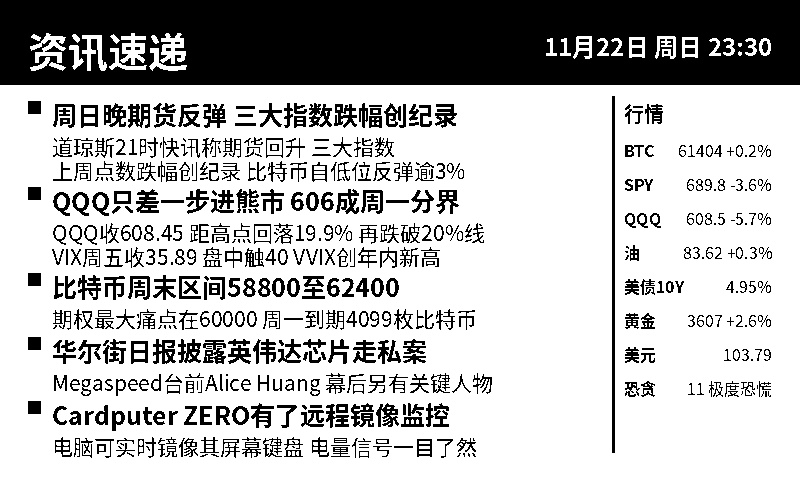 资讯速递
11月22日 周日 23:30
周日晚期货反弹 三大指数跌幅创纪录
道琼斯21时快讯称期货回升 三大指数
上周点数跌幅创纪录 比特币自低位反弹逾3%
QQQ只差一步进熊市 606成周一分界
QQQ收608.45 距高点回落19.9% 再跌破20%线
VIX周五收35.89 盘中触40 VVIX创年内新高
比特币周末区间58800至62400
期权最大痛点在60000 周一到期4099枚比特币
华尔街日报披露英伟达芯片走私案
Megaspeed台前Alice Huang 幕后另有关键人物
Cardputer ZERO有了远程镜像监控
电脑可实时镜像其屏幕键盘 电量信号一目了然
行情
BTC 61404 +0.2%
SPY 689.8 -3.6%
QQQ 608.5 -5.7%
油 83.62 +0.3%
美债10Y 4.95%
黄金 3607 +2.6%
美元 103.79
恐贪 11 极度恐慌